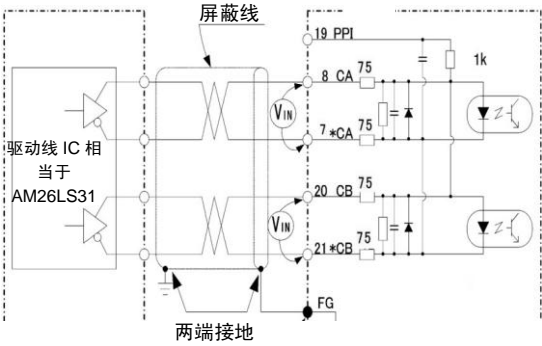 屏蔽线
19 PPI
1k
8 CA 75
VIN
7 *CA 75
驱动线 IC 相
当于
AM26LS31
20 CB 75
VIN
21 *CB 75
FG
两端接地